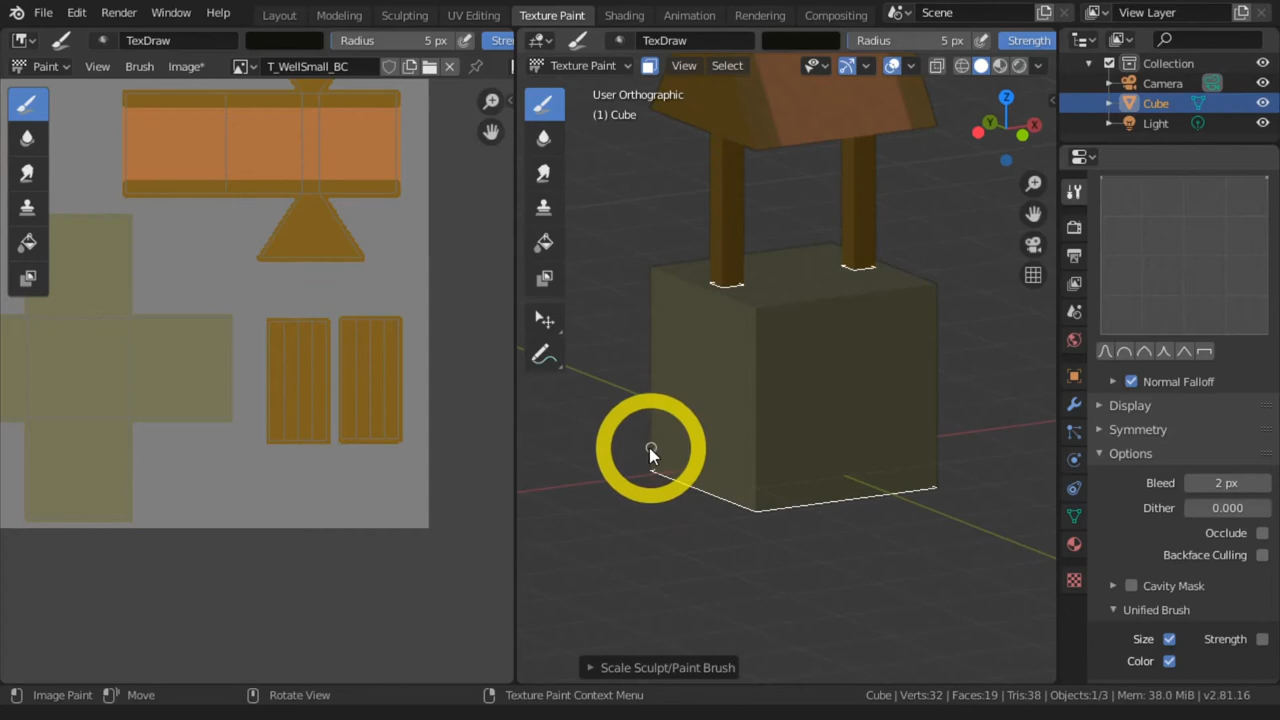 File Edit Render Window Help Layout Modeling Sculpting UV Editing Texture Paint Shading Animation Rendering Compositing Scene View Layer
TexDraw Radius 5 px Stre TexDraw Radius 5 px Strength
Paint View Brush Image* T_WellSmall_BC Texture Paint View Select
User Orthographic
(1) Cube
Z
Y
X
Collection
Camera
Cube
Light
Normal Falloff
Display
Symmetry
Options
Bleed 2 px
Dither 0.000
Occlude
Backface Culling
Cavity Mask
Unified Brush
Size Strength
Color
Scale Sculpt/Paint Brush
Image Paint Move Rotate View Texture Paint Context Menu Cube | Verts:32 | Faces:19 | Tris:38 | Objects:1/3 | Mem: 38.0 MiB | v2.81.16